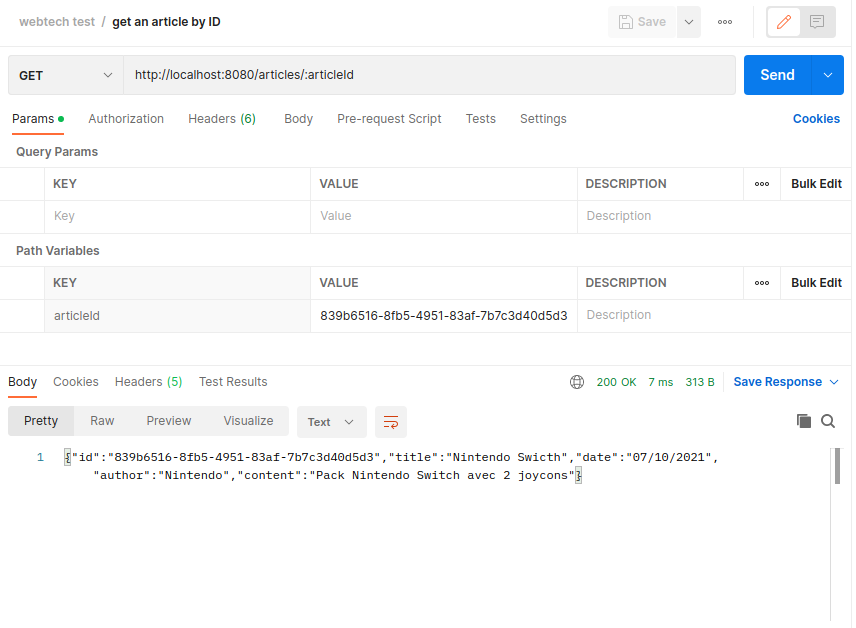 webtech test / get an article by ID Save
GET http://localhost:8080/articles/:articleId Send
Params Authorization Headers (6) Body Pre-request Script Tests Settings Cookies
Query Params
KEY VALUE DESCRIPTION Bulk Edit
Key Value Description
Path Variables
KEY VALUE DESCRIPTION Bulk Edit
articleId 839b6516-8fb5-4951-83af-7b7c3d40d5d3 Description
Body Cookies Headers (5) Test Results 200 OK 7 ms 313 B Save Response
Pretty Raw Preview Visualize Text
1 {"id":"839b6516-8fb5-4951-83af-7b7c3d40d5d3","title":"Nintendo Swicth","date":"07/10/2021",
"author":"Nintendo","content":"Pack Nintendo Switch avec 2 joycons"}